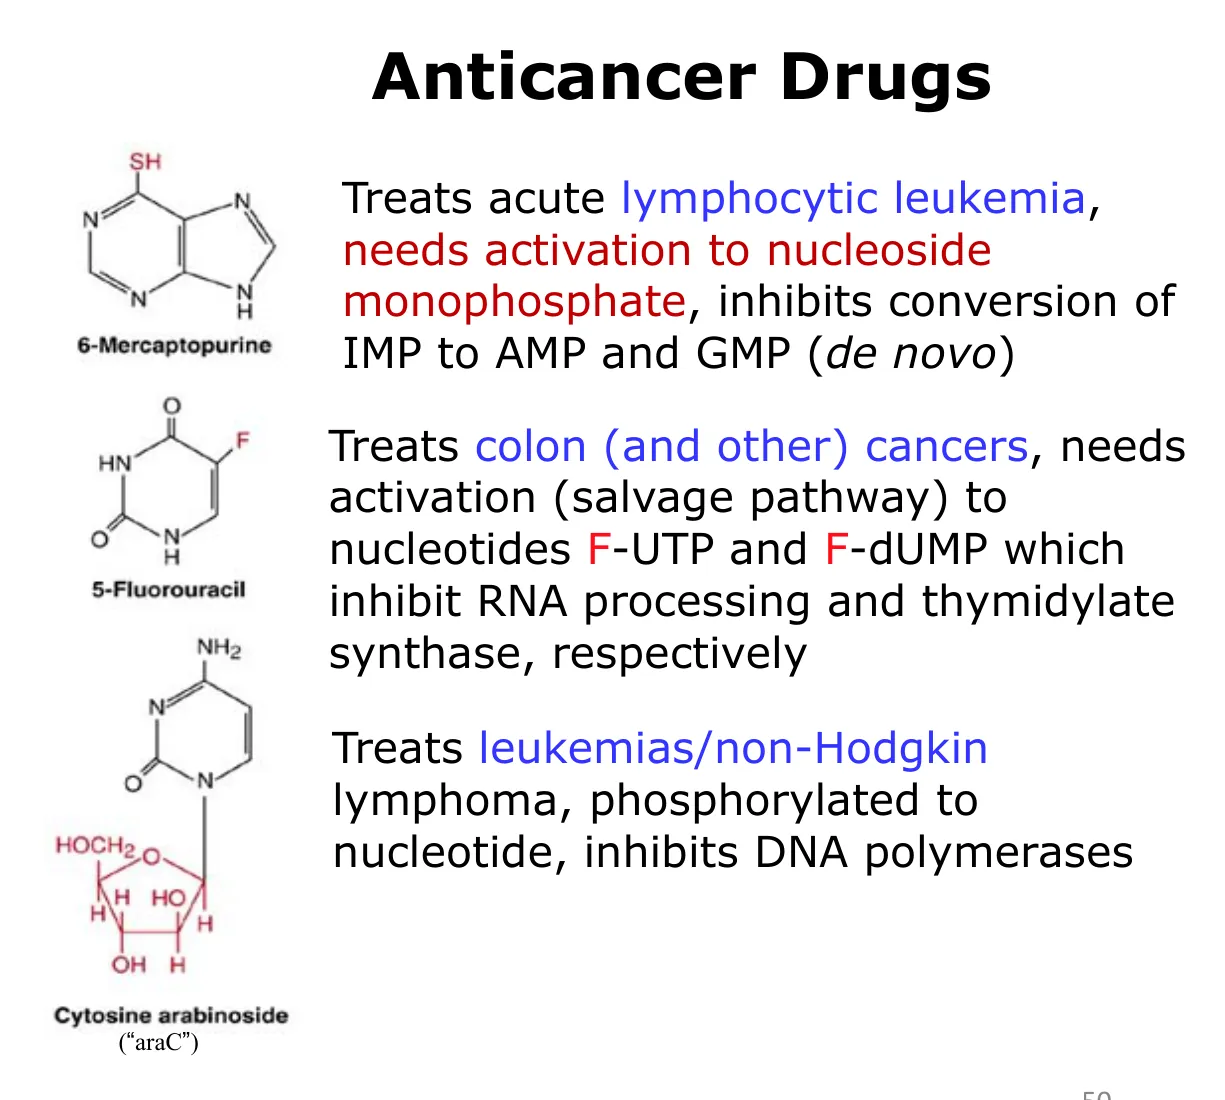 Anticancer Drugs
SH
N
N
N
N
H
6-Mercaptopurine
Treats acute lymphocytic leukemia,
needs activation to nucleoside
monophosphate, inhibits conversion of
IMP to AMP and GMP (de novo)
O
F
HN
O
N
H
5-Fluorouracil
Treats colon (and other) cancers, needs
activation (salvage pathway) to
nucleotides F-UTP and F-dUMP which
inhibit RNA processing and thymidylate
synthase, respectively
NH2
N
O
N
HOCH2
O
H HO
H
H
OH H
Cytosine arabinoside
(“araC”)
Treats leukemias/non-Hodgkin
lymphoma, phosphorylated to
nucleotide, inhibits DNA polymerases